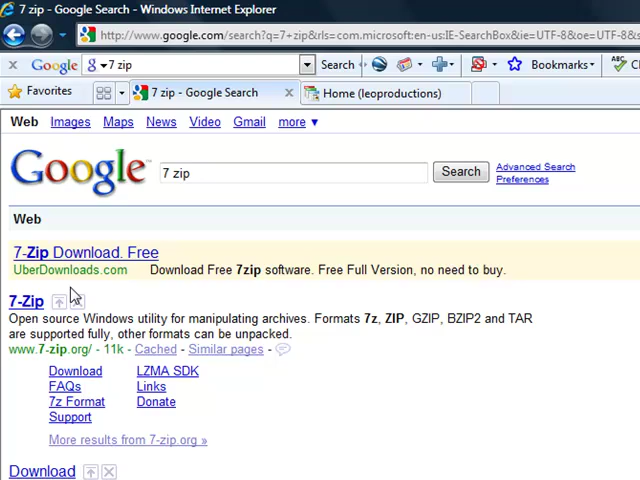 7 zip - Google Search - Windows Internet Explorer
http://www.google.com/search?q=7+zip&rls=com.microsoft:en-us:IE-SearchBox&ie=UTF-8&oe=UTF-8&
Google 7 zip Search Bookmarks
Favorites 7 zip - Google Search Home (leoproductions)
Web Images Maps News Video Gmail more ▼
Google 7 zip Search Advanced Search
Preferences
Web
7-Zip Download. Free
UberDownloads.com Download Free 7zip software. Free Full Version, no need to buy.
7-Zip
Open source Windows utility for manipulating archives. Formats 7z, ZIP, GZIP, BZIP2 and TAR
are supported fully, other formats can be unpacked.
www.7-zip.org/ - 11k - Cached - Similar pages -
Download LZMA SDK
FAQs Links
7z Format Donate
Support
More results from 7-zip.org »
Download